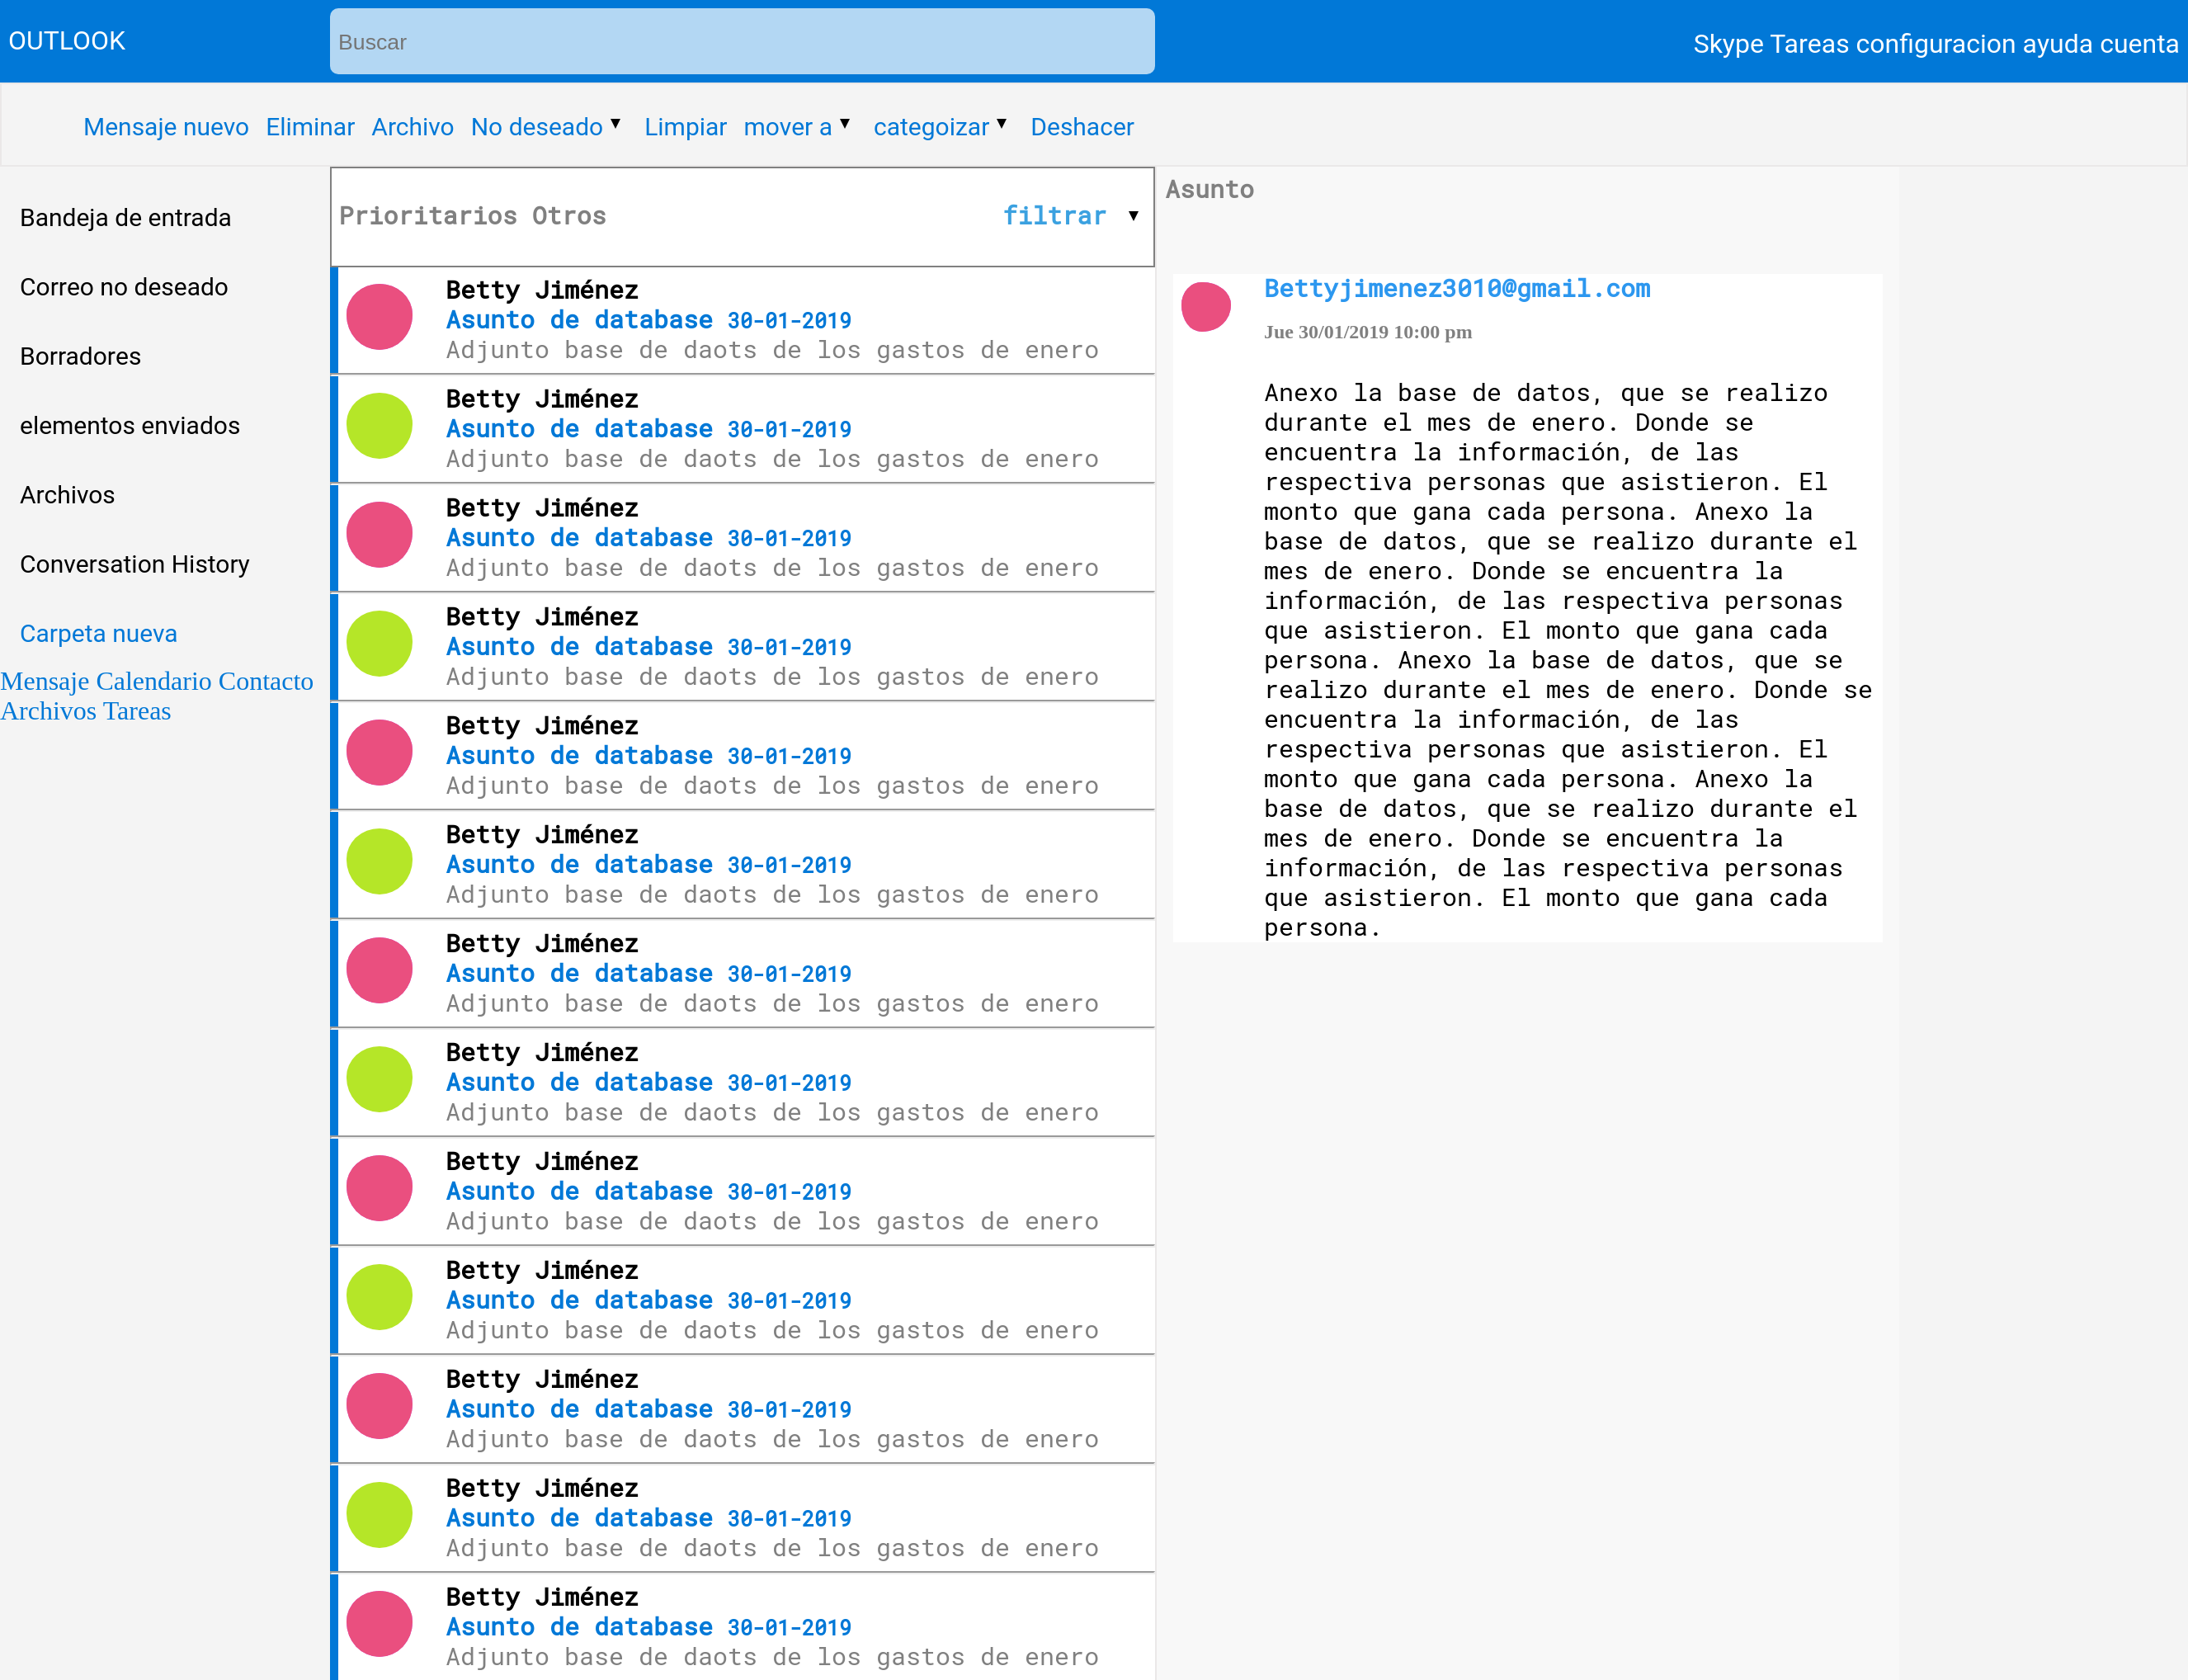 OUTLOOK
Buscar
Skype Tareas configuracion ayuda cuenta
Mensaje nuevo Eliminar Archivo No deseado ▼ Limpiar mover a ▼ categoizar ▼ Deshacer
Bandeja de entrada
Correo no deseado
Borradores
elementos enviados
Archivos
Conversation History
Carpeta nueva
Mensaje Calendario Contacto
Archivos Tareas
Prioritarios Otros filtrar ▼
Betty Jiménez
Asunto de database 30-01-2019
Adjunto base de daots de los gastos de enero
Betty Jiménez
Asunto de database 30-01-2019
Adjunto base de daots de los gastos de enero
Betty Jiménez
Asunto de database 30-01-2019
Adjunto base de daots de los gastos de enero
Betty Jiménez
Asunto de database 30-01-2019
Adjunto base de daots de los gastos de enero
Betty Jiménez
Asunto de database 30-01-2019
Adjunto base de daots de los gastos de enero
Betty Jiménez
Asunto de database 30-01-2019
Adjunto base de daots de los gastos de enero
Betty Jiménez
Asunto de database 30-01-2019
Adjunto base de daots de los gastos de enero
Betty Jiménez
Asunto de database 30-01-2019
Adjunto base de daots de los gastos de enero
Betty Jiménez
Asunto de database 30-01-2019
Adjunto base de daots de los gastos de enero
Betty Jiménez
Asunto de database 30-01-2019
Adjunto base de daots de los gastos de enero
Betty Jiménez
Asunto de database 30-01-2019
Adjunto base de daots de los gastos de enero
Betty Jiménez
Asunto de database 30-01-2019
Adjunto base de daots de los gastos de enero
Betty Jiménez
Asunto de database 30-01-2019
Adjunto base de daots de los gastos de enero
Asunto
Bettyjimenez3010@gmail.com
Jue 30/01/2019 10:00 pm
Anexo la base de datos, que se realizo
durante el mes de enero. Donde se
encuentra la información, de las
respectiva personas que asistieron. El
monto que gana cada persona. Anexo la
base de datos, que se realizo durante el
mes de enero. Donde se encuentra la
información, de las respectiva personas
que asistieron. El monto que gana cada
persona. Anexo la base de datos, que se
realizo durante el mes de enero. Donde se
encuentra la información, de las
respectiva personas que asistieron. El
monto que gana cada persona. Anexo la
base de datos, que se realizo durante el
mes de enero. Donde se encuentra la
información, de las respectiva personas
que asistieron. El monto que gana cada
persona.